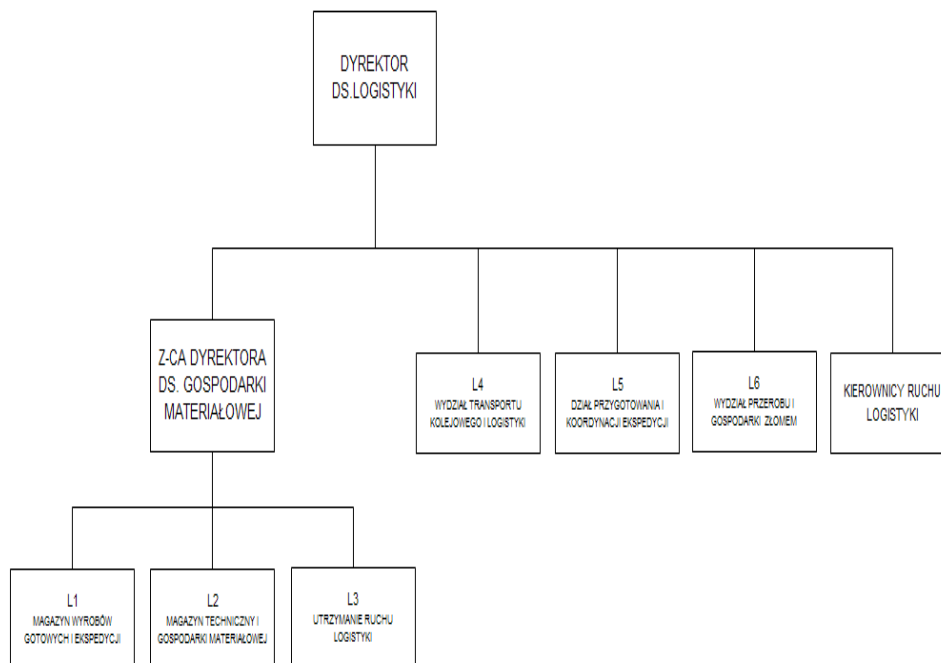 DYREKTOR
DS.LOGISTYKI
Z-CA DYREKTORA
DS. GOSPODARKI
MATERIAŁOWEJ
L4
WYDZIAŁ TRANSPORTU
KOLEJOWEGO I LOGISTYKI
L5
DZIAŁ PRZYGOTOWANIA I
KOORDYNACJI EKSPEDYCJI
L6
WYDZIAŁ PRZEROBU I
GOSPODARKI ZŁOMEM
KIEROWNICY RUCHU
LOGISTYKI
L1
MAGAZYN WYROBÓW
GOTOWYCH I EKSPEDYCJI
L2
MAGAZYN TECHNICZNY I
GOSPODARKI MATERIAŁOWEJ
L3
UTRZYMANIE RUCHU
LOGISTYKI